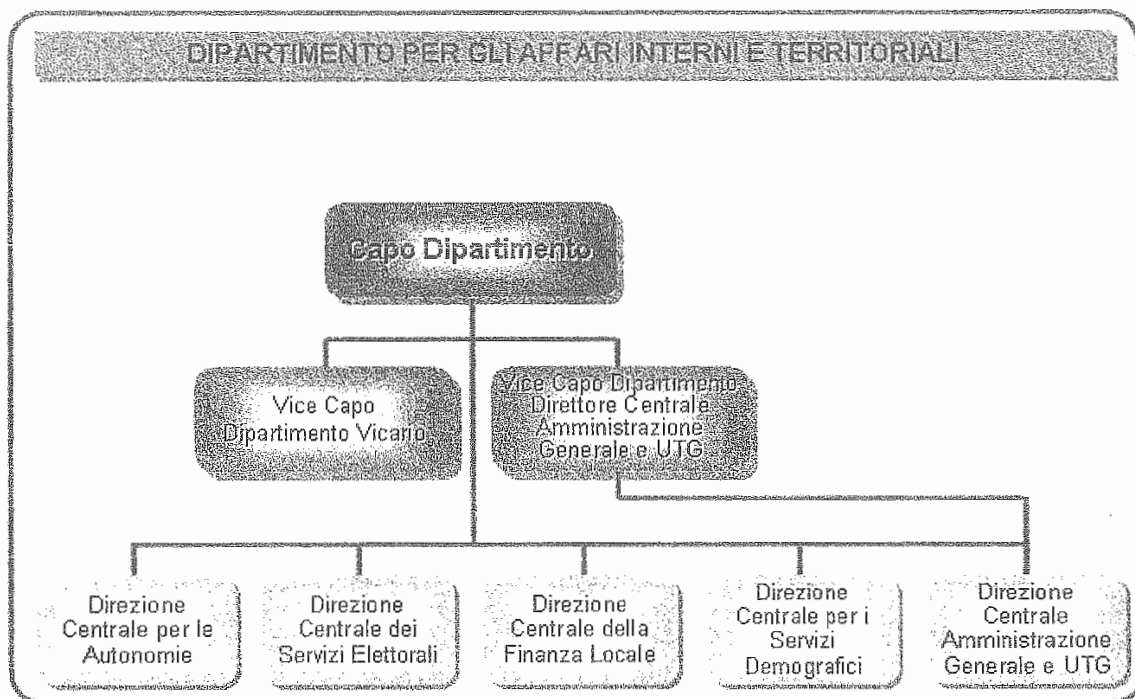 DIPARTIMENTO PER GLI AFFARI INTERNI E TERRITORIALI
Capo Dipartimento
Vice Capo
Dipartimento Vicario
Vice Capo Dipartimento
Direttore Centrale
Amministrazione
Generale e UTG
Direzione
Centrale per le
Autonomie
Direzione
Centrale dei
Servizi Elettorali
Direzione
Centrale della
Finanza Locale
Direzione
Centrale per i
Servizi
Demografici
Direzione
Centrale
Amministrazione
Generale e UTG